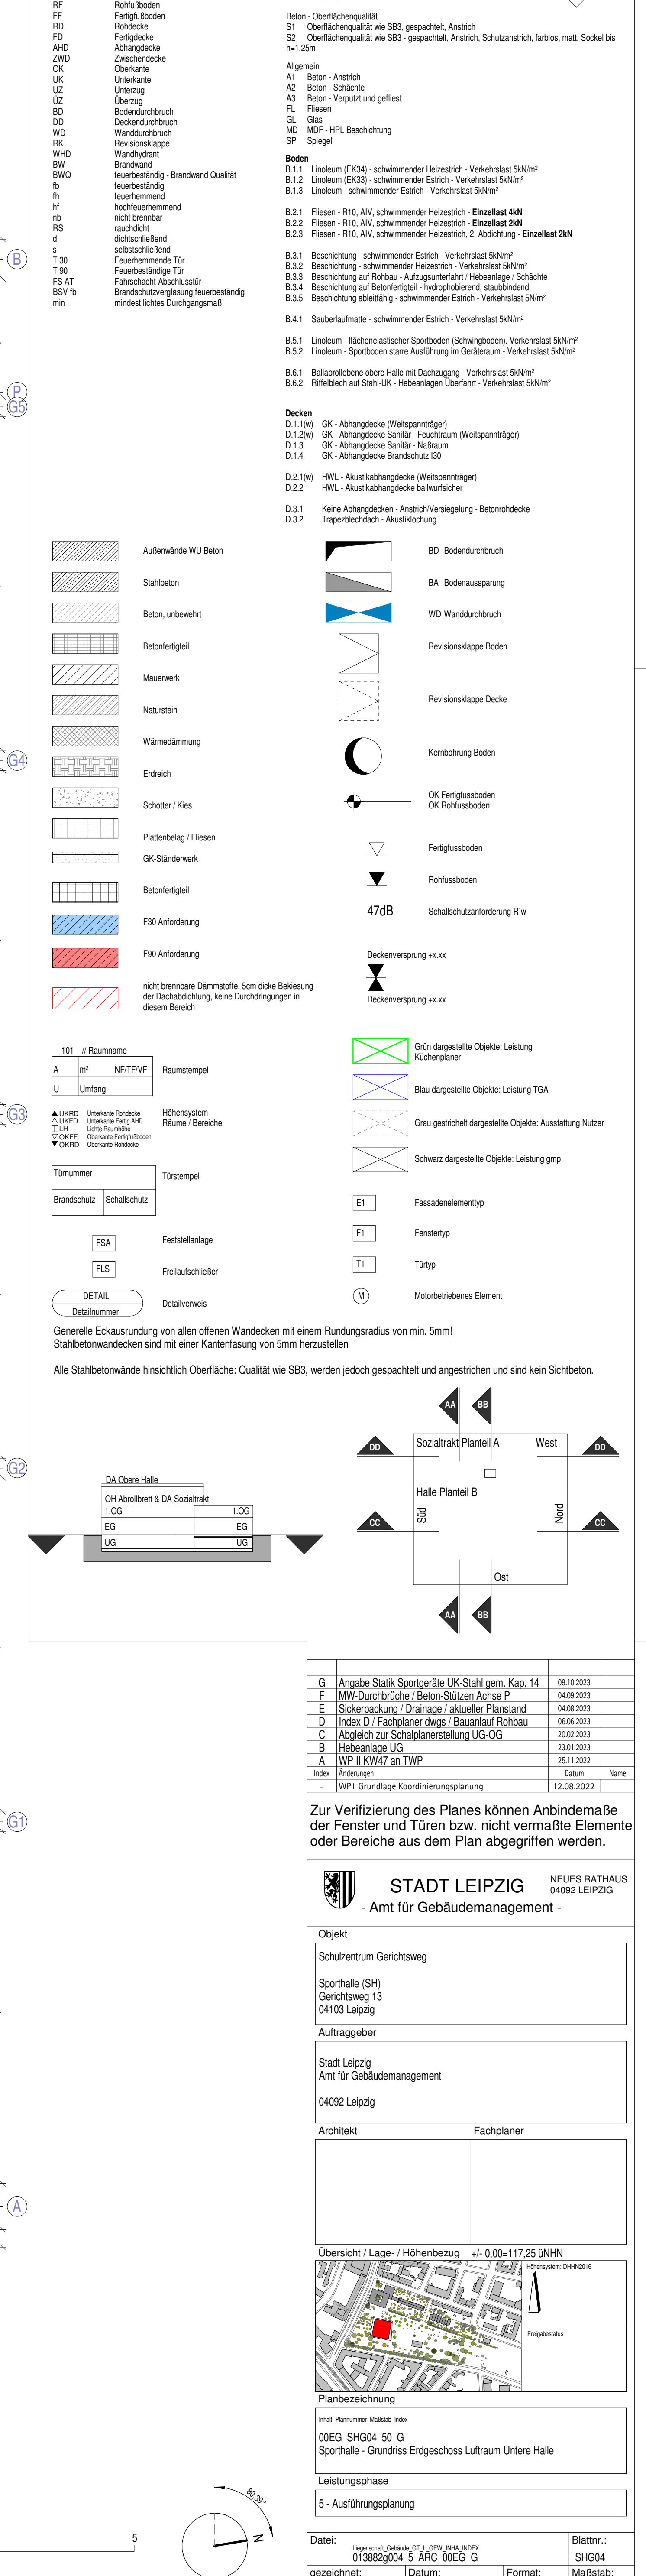 RF Rohfußboden
FF Fertigfußboden
RD Rohdecke
FD Fertigdecke
AHD Abhangdecke
ZWD Zwischendecke
OK Oberkante
UK Unterkante
UZ Unterzug
ÜZ Überzug
BD Bodendurchbruch
DD Deckendurchbruch
WD Wanddurchbruch
RK Revisionsklappe
WHD Wandhydrant
BW Brandwand
BWQ feuerbeständig - Brandwand Qualität
fb feuerbeständig
fh feuerhemmend
hf hochfeuerhemmend
nb nicht brennbar
RS rauchdicht
d dichtschließend
s selbstschließend
T 30 Feuerhemmende Tür
T 90 Feuerbeständige Tür
FS AT Fahrschacht-Abschlusstür
BSV fb Brandschutzverglasung feuerbeständig
min mindest lichtes Durchgangsmaß
Beton - Oberflächenqualität
S1 Oberflächenqualität wie SB3, gespachtelt, Anstrich
S2 Oberflächenqualität wie SB3 - gespachtelt, Anstrich, Schutzanstrich, farblos, matt, Sockel bis
h=1.25m
Allgemein
A1 Beton - Anstrich
A2 Beton - Schächte
A3 Beton - Verputzt und gefliest
FL Fliesen
GL Glas
MD MDF - HPL Beschichtung
SP Spiegel
Boden
B.1.1 Linoleum (EK34) - schwimmender Heizestrich - Verkehrslast 5kN/m²
B.1.2 Linoleum (EK33) - schwimmender Estrich - Verkehrslast 5kN/m²
B.1.3 Linoleum - schwimmender Estrich - Verkehrslast 5kN/m²
B.2.1 Fliesen - R10, AIV, schwimmender Heizestrich - Einzellast 4kN
B.2.2 Fliesen - R10, AIV, schwimmender Heizestrich - Einzellast 2kN
B.2.3 Fliesen - R10, AIV, schwimmender Heizestrich, 2. Abdichtung - Einzellast 2kN
B.3.1 Beschichtung - schwimmender Estrich - Verkehrslast 5kN/m²
B.3.2 Beschichtung - schwimmender Heizestrich - Verkehrslast 5kN/m²
B.3.3 Beschichtung auf Rohbau - Aufzugsunterfahrt / Hebeanlage / Schächte
B.3.4 Beschichtung auf Betonfertigteil - hydrophobierend, staubbindend
B.3.5 Beschichtung ableitfähig - schwimmender Estrich - Verkehrslast 5N/m²
B.4.1 Sauberlaufmatte - schwimmender Estrich - Verkehrslast 5kN/m²
B.5.1 Linoleum - flächenelastischer Sportboden (Schwingboden). Verkehrslast 5kN/m²
B.5.2 Linoleum - Sportboden starre Ausführung im Geräteraum - Verkehrslast 5kN/m²
B.6.1 Ballabrollebene obere Halle mit Dachzugang - Verkehrslast 5kN/m²
B.6.2 Riffelblech auf Stahl-UK - Hebeanlagen Überfahrt - Verkehrslast 5kN/m²
Decken
D.1.1(w) GK - Abhangdecke (Weitspannträger)
D.1.2(w) GK - Abhangdecke Sanitär - Feuchtraum (Weitspannträger)
D.1.3 GK - Abhangdecke Sanitär - Naßraum
D.1.4 GK - Abhangdecke Brandschutz I30
D.2.1(w) HWL - Akustikabhangdecke (Weitspannträger)
D.2.2 HWL - Akustikabhangdecke ballwurfsicher
D.3.1 Keine Abhangdecken - Anstrich/Versiegelung - Betonrohdecke
D.3.2 Trapezblechdach - Akustiklochung
B
P
G5
G4
G3
G2
G1
A
Außenwände WU Beton
Stahlbeton
Beton, unbewehrt
Betonfertigteil
Mauerwerk
Naturstein
Wärmedämmung
Erdreich
Schotter / Kies
Plattenbelag / Fliesen
GK-Ständerwerk
Betonfertigteil
F30 Anforderung
F90 Anforderung
nicht brennbare Dämmstoffe, 5cm dicke Bekiesung
der Dachabdichtung, keine Durchdringungen in
diesem Bereich
BD Bodendurchbruch
BA Bodenaussparung
WD Wanddurchbruch
Revisionsklappe Boden
Revisionsklappe Decke
Kernbohrung Boden
OK Fertigfussboden
OK Rohfussboden
Fertigfussboden
Rohfussboden
47dB Schallschutzanforderung R´w
Deckenversprung +x.xx
Deckenversprung +x.xx
101 // Raumname
A m² NF/TF/VF
U Umfang
Raumstempel
UKRD Unterkante Rohdecke
UKFD Unterkante Fertig AHD
LH Lichte Raumhöhe
OKFF Oberkante Fertigfußboden
OKRD Oberkante Rohdecke
Höhensystem
Räume / Bereiche
Türnummer
Brandschutz Schallschutz
Türstempel
FSA Feststellanlage
FLS Freilaufschließer
DETAIL
Detailnummer
Detailverweis
Grün dargestellte Objekte: Leistung
Küchenplaner
Blau dargestellte Objekte: Leistung TGA
Grau gestrichelt dargestellte Objekte: Ausstattung Nutzer
Schwarz dargestellte Objekte: Leistung gmp
E1 Fassadenelementtyp
F1 Fenstertyp
T1 Türtyp
M Motorbetriebenes Element
Generelle Eckausrundung von allen offenen Wandecken mit einem Rundungsradius von min. 5mm!
Stahlbetonwandecken sind mit einer Kantenfasung von 5mm herzustellen
Alle Stahlbetonwände hinsichtlich Oberfläche: Qualität wie SB3, werden jedoch gespachtelt und angestrichen und sind kein Sichtbeton.
DA Obere Halle
OH Abrollbrett & DA Sozialtrakt
1.OG 1.OG
EG EG
UG UG
AA BB
DD Sozialtrakt Planteil A West DD
Halle Planteil B
CC Süd Nord CC
Ost
AA BB
G Angabe Statik Sportgeräte UK-Stahl gem. Kap. 14 09.10.2023
F MW-Durchbrüche / Beton-Stützen Achse P 04.09.2023
E Sickerpackung / Drainage / aktueller Planstand 04.08.2023
D Index D / Fachplaner dwgs / Bauanlauf Rohbau 06.06.2023
C Abgleich zur Schalplanerstellung UG-OG 20.02.2023
B Hebeanlage UG 23.01.2023
A WP II KW47 an TWP 25.11.2022
Index Änderungen Datum Name
- WP1 Grundlage Koordinierungsplanung 12.08.2022
Zur Verifizierung des Planes können Anbindemaße
der Fenster und Türen bzw. nicht vermaßte Elemente
oder Bereiche aus dem Plan abgegriffen werden.
STADT LEIPZIG
- Amt für Gebäudemanagement -
NEUES RATHAUS
04092 LEIPZIG
Objekt
Schulzentrum Gerichtsweg
Sporthalle (SH)
Gerichtsweg 13
04103 Leipzig
Auftraggeber
Stadt Leipzig
Amt für Gebäudemanagement
04092 Leipzig
Architekt Fachplaner
Übersicht / Lage- / Höhenbezug +/- 0,00=117,25 üNHN
Höhensystem: DHHN2016
Freigabestatus
Planbezeichnung
Inhalt_Plannummer_Maßstab_Index
00EG_SHG04_50_G
Sporthalle - Grundriss Erdgeschoss Luftraum Untere Halle
Leistungsphase
5 - Ausführungsplanung
80,39°
N
5
Datei:
Liegenschaft_Gebäude_GT_L_GEW_INHA_INDEX
013882g004_5_ARC_00EG_G
Blattnr.:
SHG04
gezeichnet: Datum: Format: Maßstab: